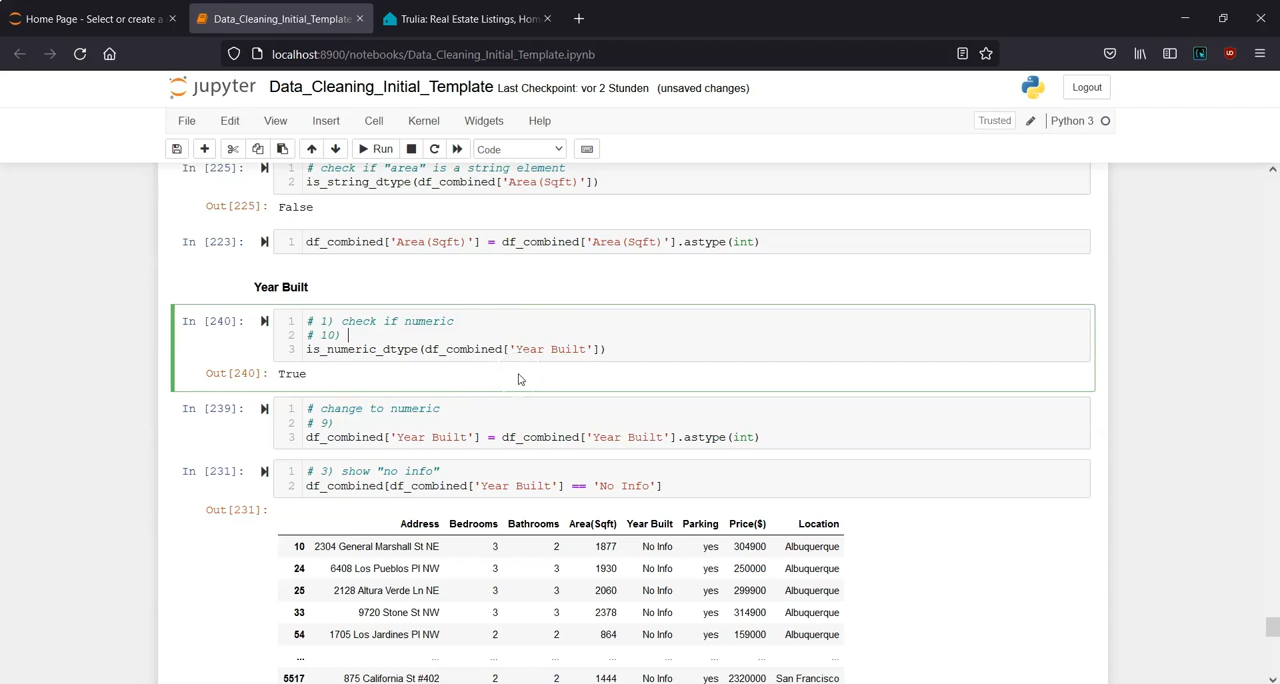 Home Page - Select or create a
Data_Cleaning_Initial_Template
Trulia: Real Estate Listings, Hom
localhost:8900/notebooks/Data_Cleaning_Initial_Template.ipynb
jupyter Data_Cleaning_Initial_Template Last Checkpoint: vor 2 Stunden (unsaved changes) Logout
File Edit View Insert Cell Kernel Widgets Help Trusted Python 3
Run Code
In [225]: 1 # check if "area" is a string element
2 is_string_dtype(df_combined['Area(Sqft)'])
Out[225]: False
In [223]: 1 df_combined['Area(Sqft)'] = df_combined['Area(Sqft)'].astype(int)
Year Built
In [240]: 1 # 1) check if numeric
2 # 10)
3 is_numeric_dtype(df_combined['Year Built'])
Out[240]: True
In [239]: 1 # change to numeric
2 # 9)
3 df_combined['Year Built'] = df_combined['Year Built'].astype(int)
In [231]: 1 # 3) show "no info"
2 df_combined[df_combined['Year Built'] == 'No Info']
Out[231]:
Address Bedrooms Bathrooms Area(Sqft) Year Built Parking Price($) Location
10 2304 General Marshall St NE 3 2 1877 No Info yes 304900 Albuquerque
24 6408 Los Pueblos Pl NW 3 3 1930 No Info yes 250000 Albuquerque
25 2128 Altura Verde Ln NE 3 3 2060 No Info yes 299900 Albuquerque
33 9720 Stone St NW 3 3 2378 No Info yes 314900 Albuquerque
54 1705 Los Jardines Pl NW 2 2 864 No Info yes 159000 Albuquerque
... ... ... ... ... ... ... ... ...
5517 875 California St #402 2 2 1444 No Info yes 2320000 San Francisco